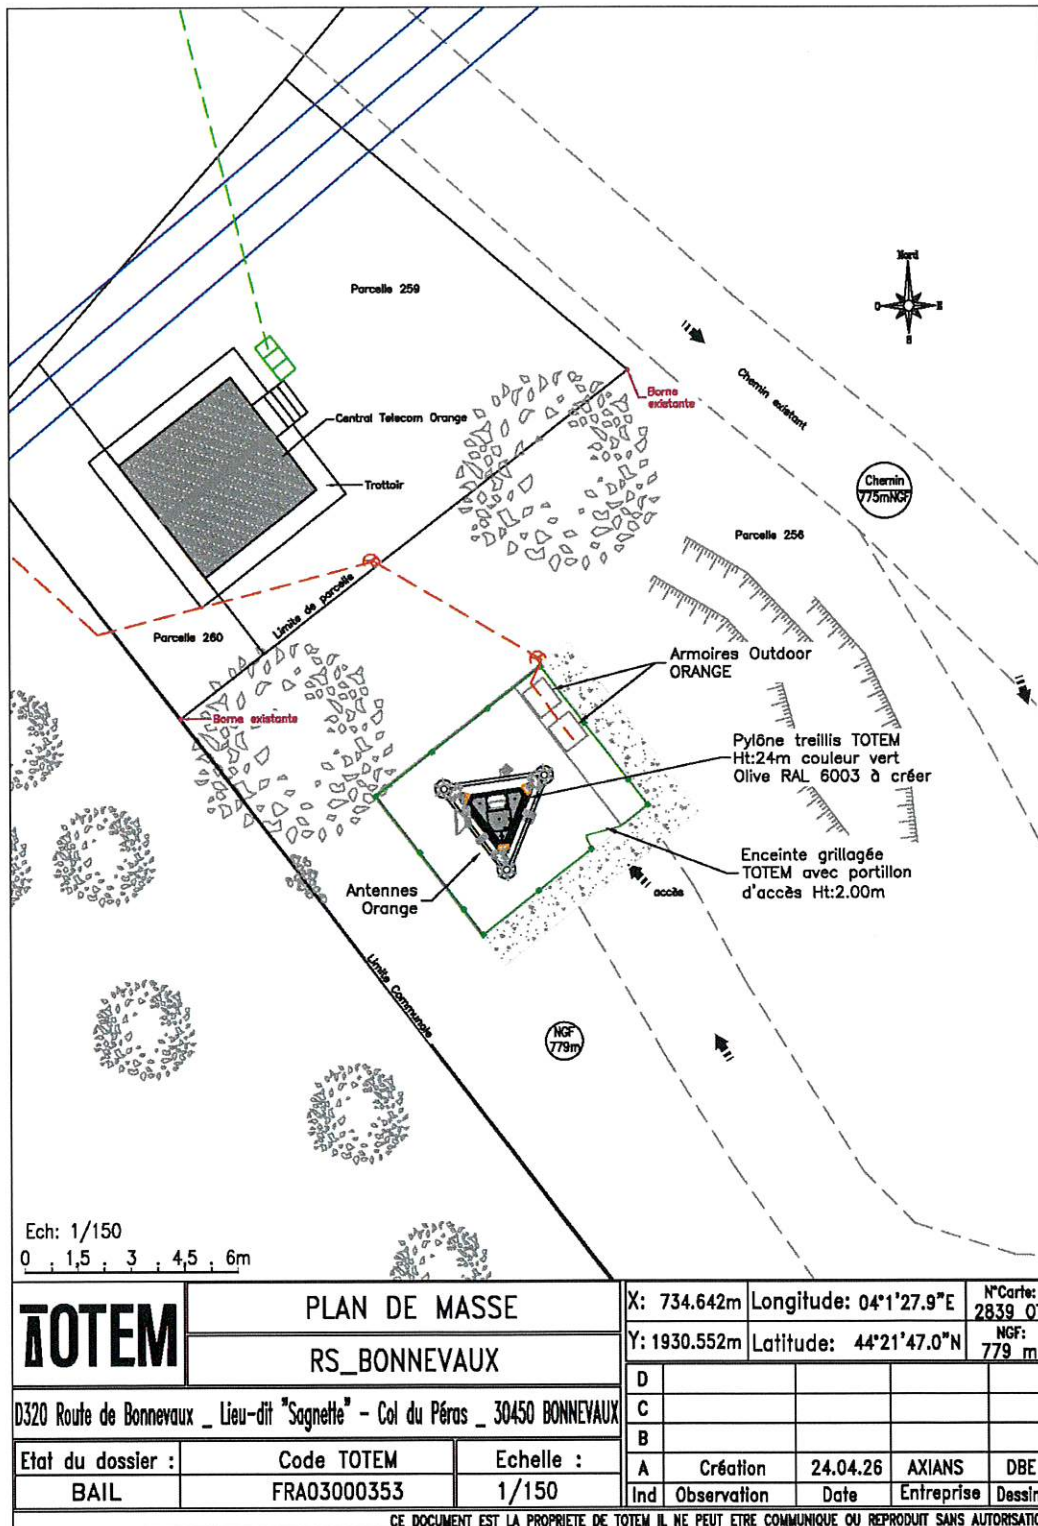 Parcelle 259
Nord
O
E
S
Borne
existante
Chemin existant
Central Telecom Orange
Trottoir
Chemin
775mNGF
Parcelle 256
Limite de parcelle
Parcelle 260
Borne existante
Armoires Outdoor
ORANGE
Pylône treillis TOTEM
Ht:24m couleur vert
Olive RAL 6003 à créer
Enceinte grillagée
TOTEM avec portillon
d'accès Ht:2.00m
accès
Antennes
Orange
Limite Communale
NGF
779m
Ech: 1/150
0 1,5 3 4,5 6m
TOTEM
PLAN DE MASSE
RS_BONNEVAUX
D320 Route de Bonnevaux _ Lieu-dit "Sagnette" - Col du Péras _ 30450 BONNEVAUX
Etat du dossier :
BAIL
Code TOTEM
FRA03000353
Echelle :
1/150
X: 734.642m
Longitude: 04°1'27.9"E
N°Carte:
2839 OT
Y: 1930.552m
Latitude: 44°21'47.0"N
NGF:
779 m
D
C
B
A Création 24.04.26 AXIANS DBE
Ind Observation Date Entreprise Dessin
CE DOCUMENT EST LA PROPRIETE DE TOTEM IL NE PEUT ETRE COMMUNIQUE OU REPRODUIT SANS AUTORISATIO